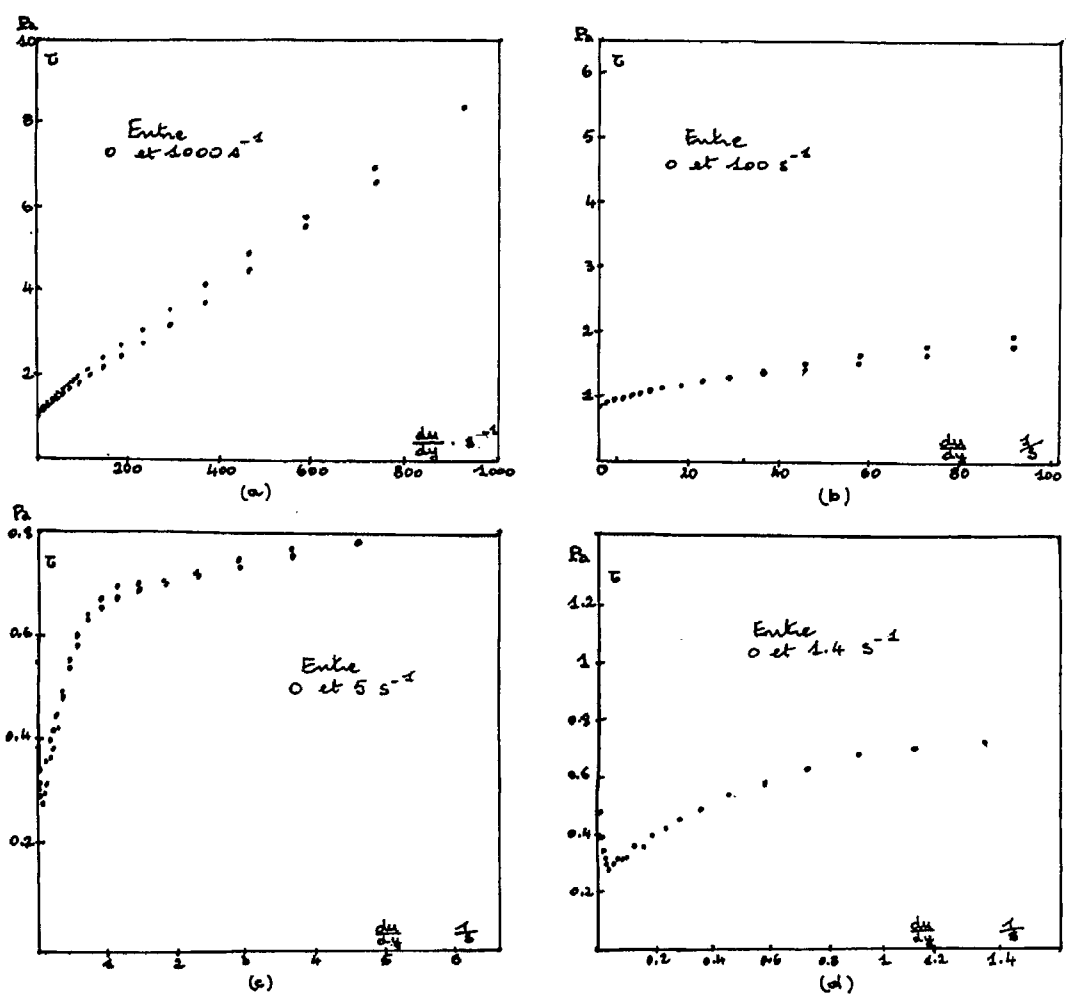 Pa
10
τ
8
Entre
0 et 1000 s⁻¹
6
4
2
du/dy . s⁻¹
200
400
600
800
1000
(a)
Pa
τ
6
5
Entre
0 et 100 s⁻¹
4
3
2
1
du/dy 1/s
0
20
40
60
80
100
(b)
Pa
0.8
τ
0.6
Entre
0 et 5 s⁻¹
0.4
0.2
du/dy 1/s
1
2
3
4
5
6
(c)
Pa
τ
1.2
Entre
0 et 1.4 s⁻¹
1
0.8
0.6
0.4
0.2
du/dy 1/s
0.2
0.4
0.6
0.8
1
1.2
1.4
(d)